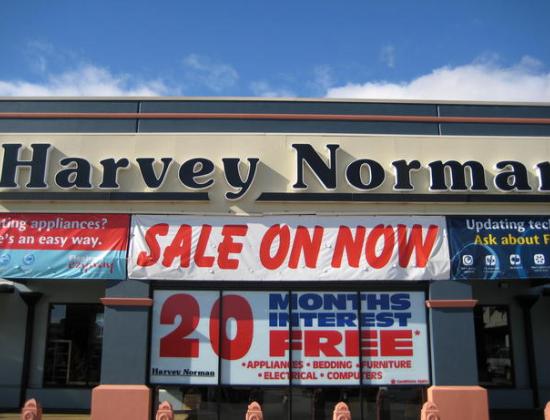 Harvey Norman
ting appliances?
e's an easy way.
SALE ON NOW
Updating tec
Ask about F
20 MONTHS
INTEREST
FREE*
• APPLIANCES • BEDDING • FURNITURE
• ELECTRICAL • COMPUTERS
Harvey Norman